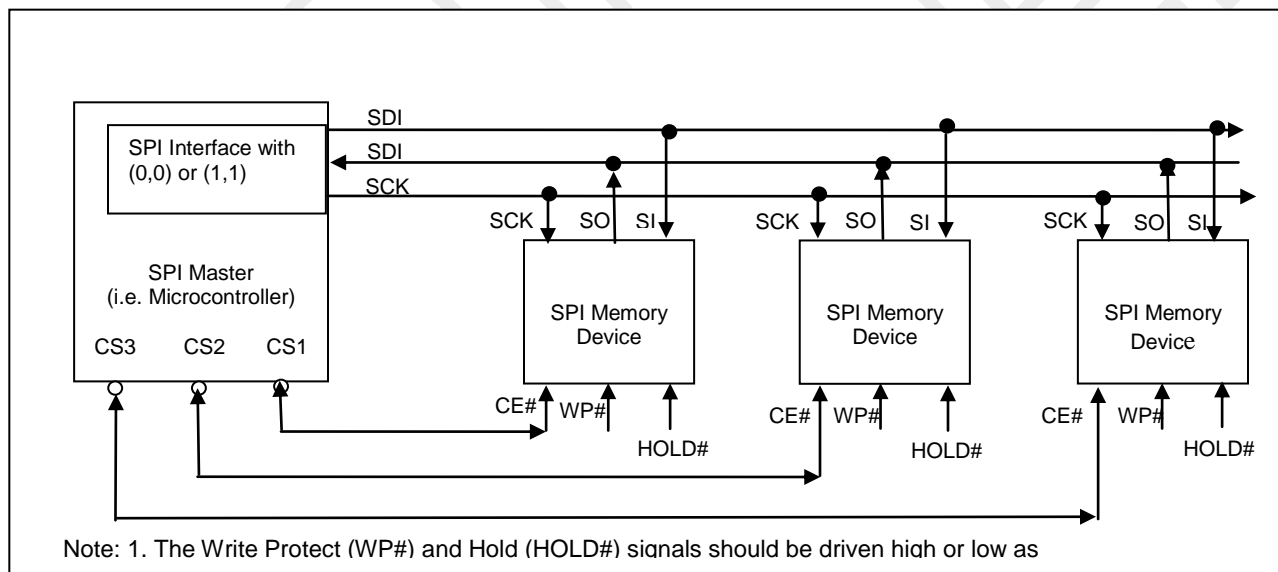 SDI
SPI Interface with
(0,0) or (1,1)
SDI
SCK
SCK
SO
SI
SCK
SO
SI
SCK
SO
SI
SPI Master
(i.e. Microcontroller)
SPI Memory
Device
SPI Memory
Device
SPI Memory
Device
CS3
CS2
CS1
CE#
WP#
HOLD#
CE#
WP#
HOLD#
CE#
WP#
HOLD#
Note: 1. The Write Protect (WP#) and Hold (HOLD#) signals should be driven high or low as